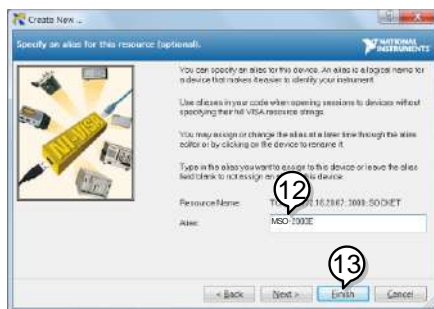 Create New ...
Specify an alias for this resource (optional).
NATIONAL
INSTRUMENTS
You can specify an alias for this device. An alias is a logical name for
a device that makes it easier to identify your instrument.
Use aliases in your code when opening sessions to devices without
specifying their full VISA resource strings.
You may assign or change the alias at a later time through the alias
editor or by clicking on the device to rename it.
Type in the alias you want to assign to this device or leave the alias
field blank to not assign an this device.
NI-VISA
12
Resource Name: ::3000::SOCKET
Alias: MSO-2000E
13
< Back Next > Finish Cancel